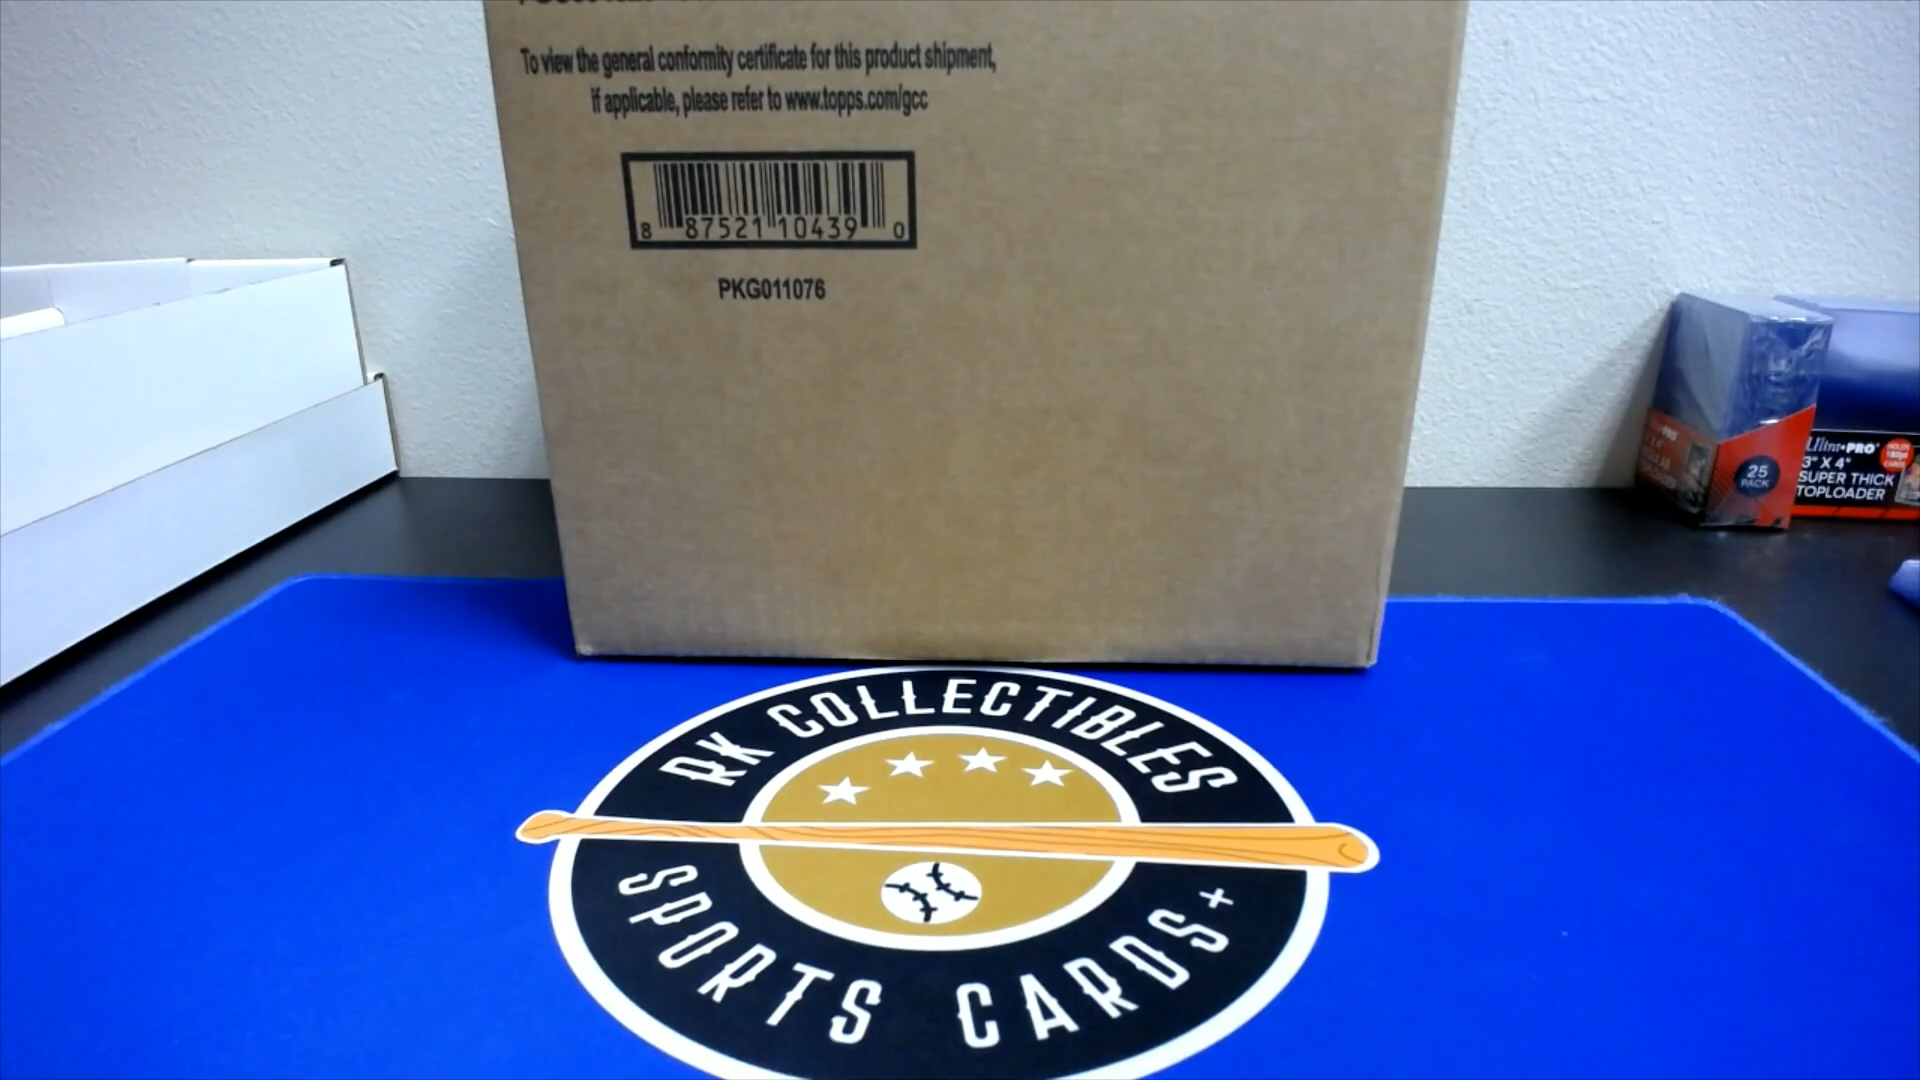 To view the general conformity certificate for this product shipment,
if applicable, please refer to www.topps.com/gcc
8 87521 10439 0
PKG011076
25
PACK
Ultra•PRO
3" X 4"
SUPER THICK
TOPLOADER
RK COLLECTIBLES
SPORTS CARDS+